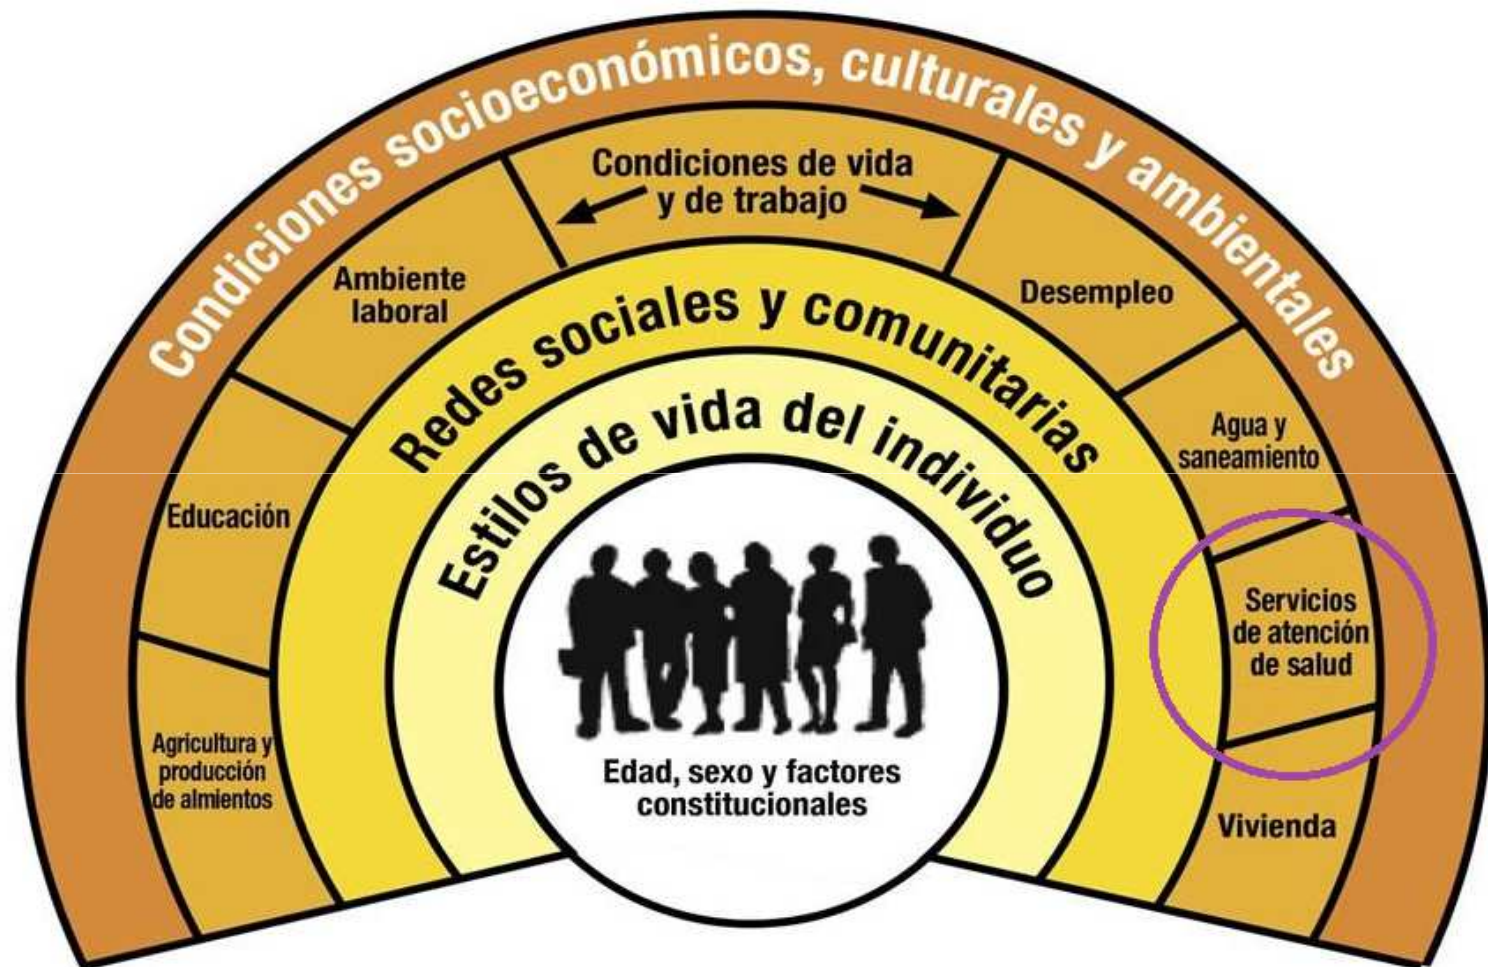 Condiciones socioeconómicos, culturales y ambientales
Condiciones de vida
y de trabajo
Ambiente
laboral
Desempleo
Educación
Agua y
saneamiento
Agricultura y
producción
de almientos
Servicios
de atención
de salud
Vivienda
Redes sociales y comunitarias
Estilos de vida del individuo
Edad, sexo y factores
constitucionales